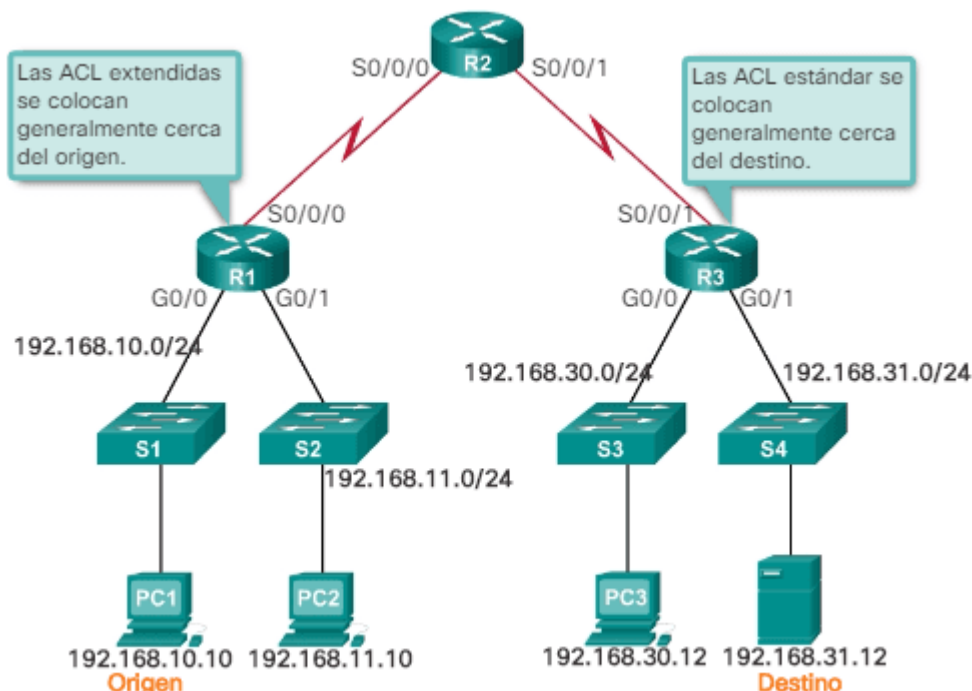 Las ACL extendidas
se colocan
generalmente cerca
del origen.
Las ACL estándar se
colocan
generalmente cerca
del destino.
S0/0/0
R2
S0/0/1
S0/0/0
S0/0/1
R1
R3
G0/0
G0/1
G0/0
G0/1
192.168.10.0/24
192.168.30.0/24
192.168.31.0/24
S1
S2
S3
S4
192.168.11.0/24
PC1
PC2
PC3
192.168.10.10
192.168.11.10
192.168.30.12
192.168.31.12
Origen
Destino